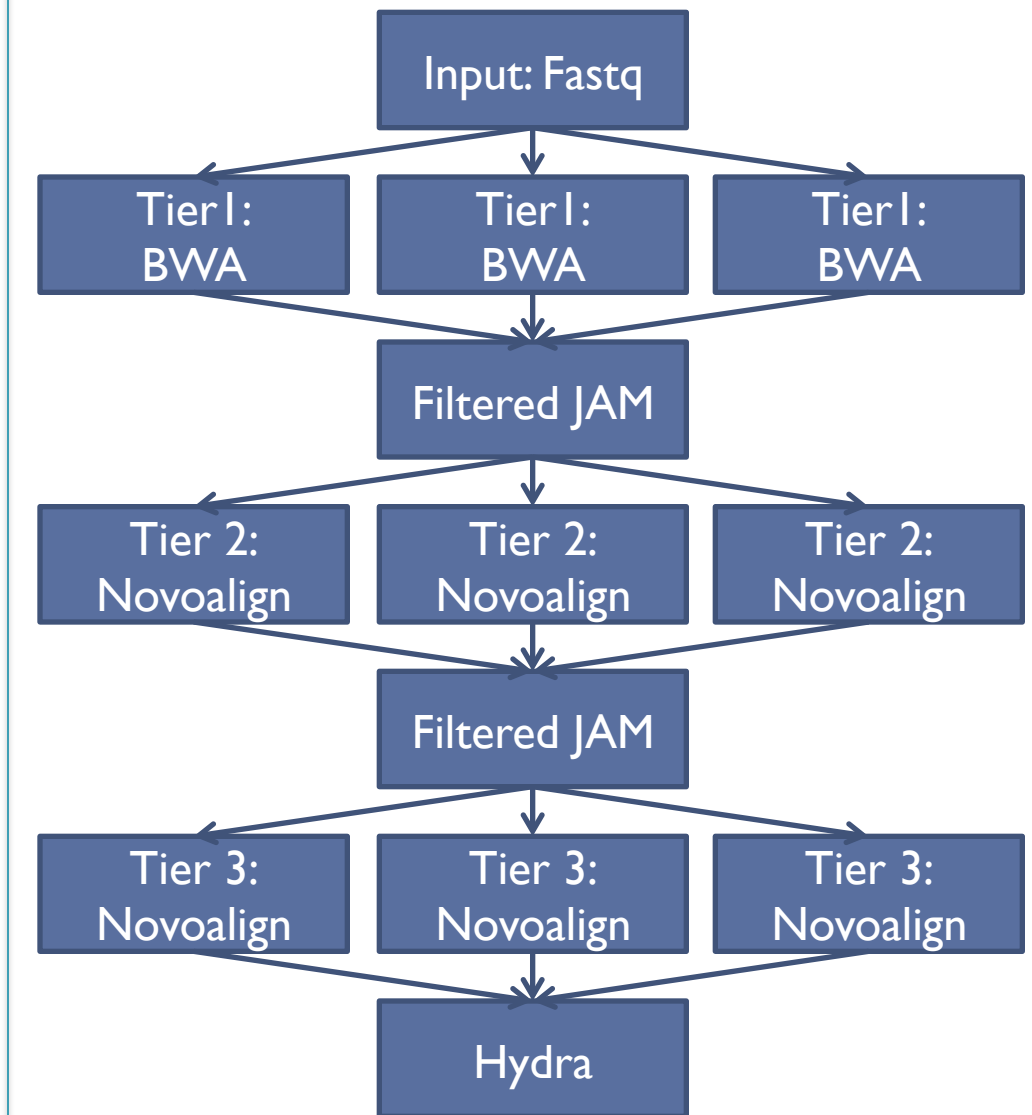 Input: Fastq
Tier1:
BWA
Tier1:
BWA
Tier1:
BWA
Filtered JAM
Tier 2:
Novoalign
Tier 2:
Novoalign
Tier 2:
Novoalign
Filtered JAM
Tier 3:
Novoalign
Tier 3:
Novoalign
Tier 3:
Novoalign
Hydra